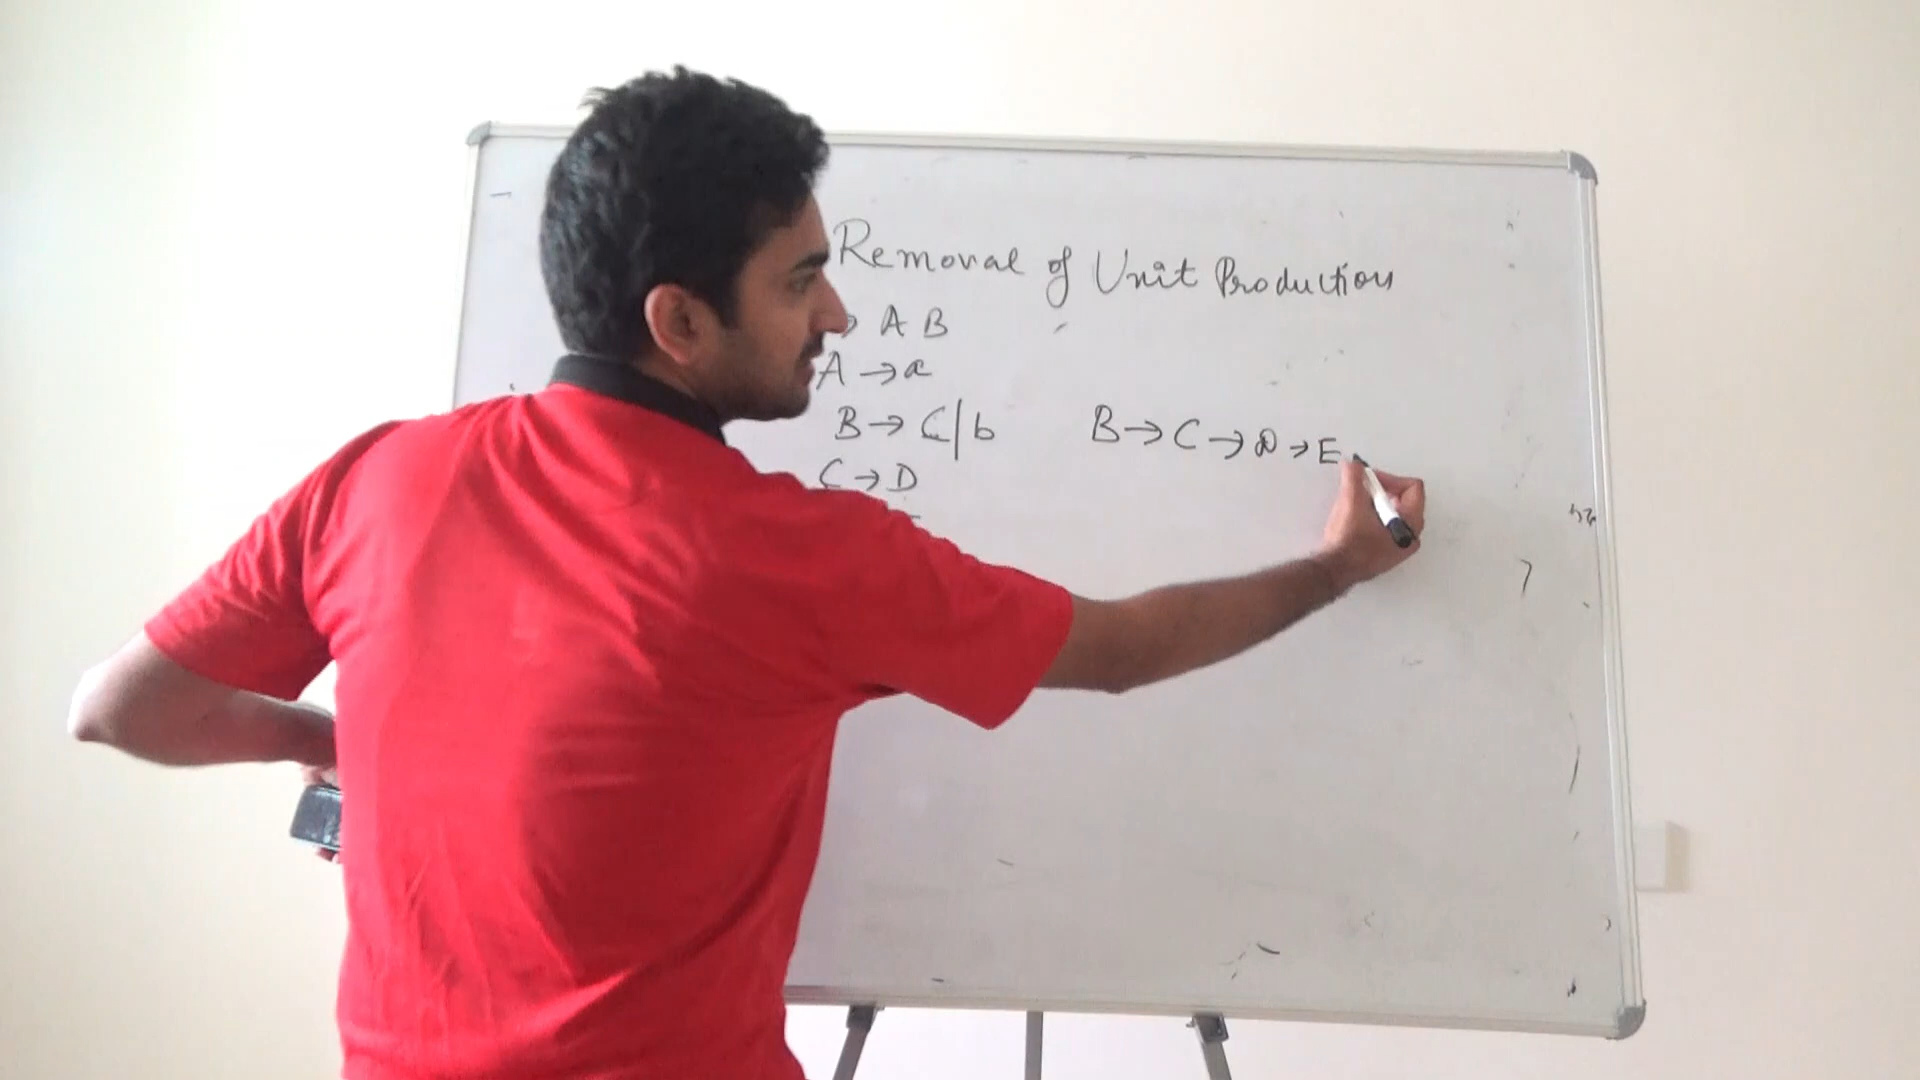 Removal of Unit Production
→ A B
A → a
B → C | b
B → C → D → E
C → D